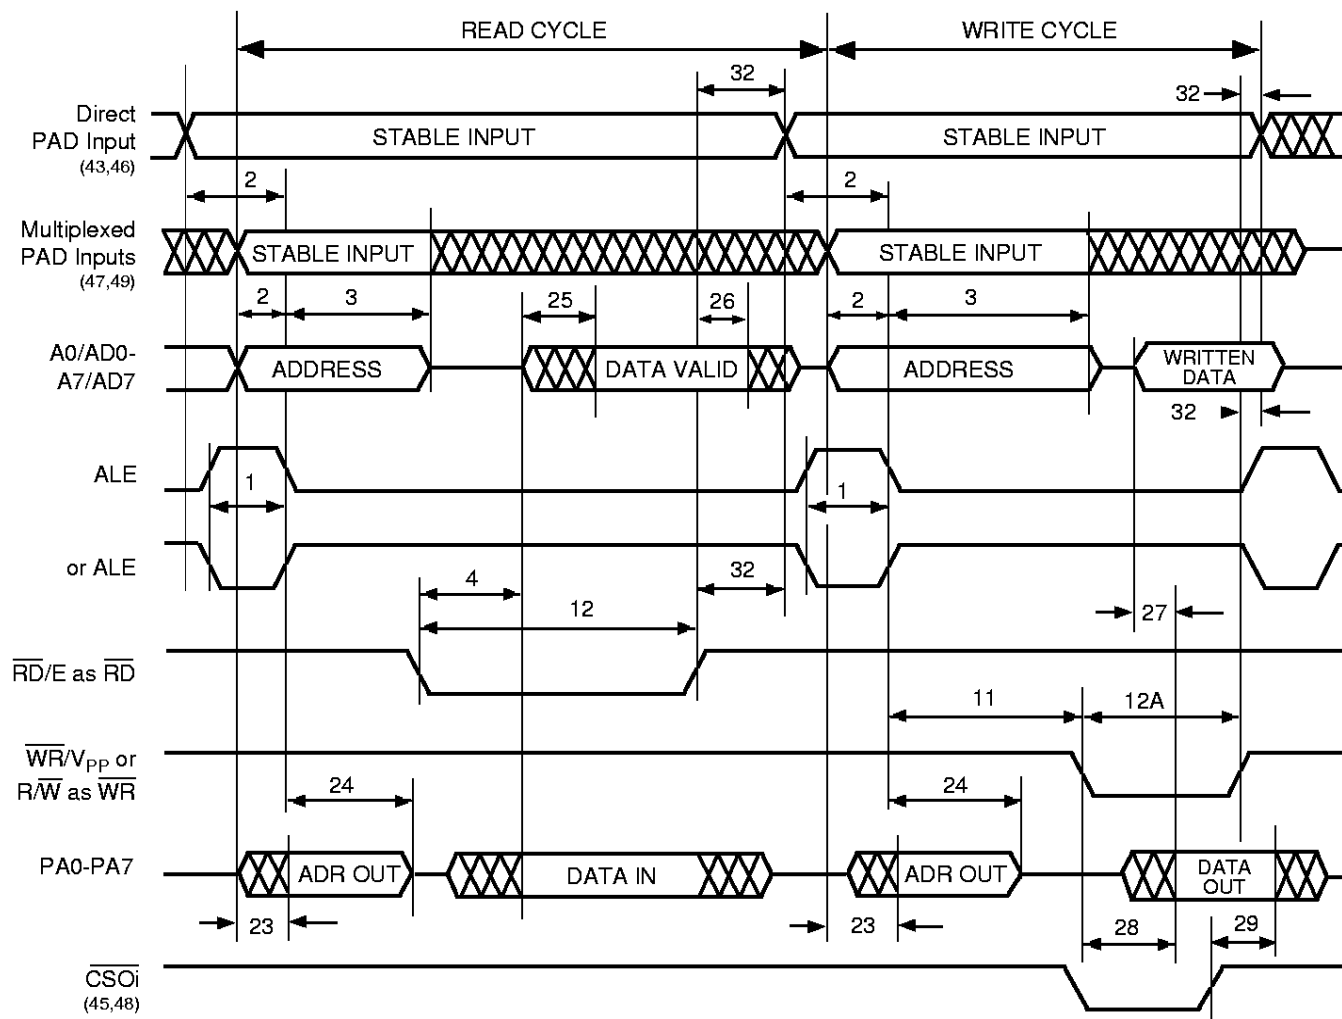 READ CYCLE WRITE CYCLE
32 32
Direct
PAD Input
(43,46)
STABLE INPUT STABLE INPUT
2 2
Multiplexed
PAD Inputs
(47,49)
STABLE INPUT STABLE INPUT
2 3 25 26 2 3
A0/AD0-
A7/AD7
ADDRESS DATA VALID ADDRESS WRITTEN
DATA
32
ALE
1 1
or ALE
4 32
12 27
RD/E as RD
11 12A
WR/VPP or
R/W as WR
24 24
PA0-PA7
ADR OUT DATA IN ADR OUT DATA
OUT
23 23 28 29
CSOi
(45,48)